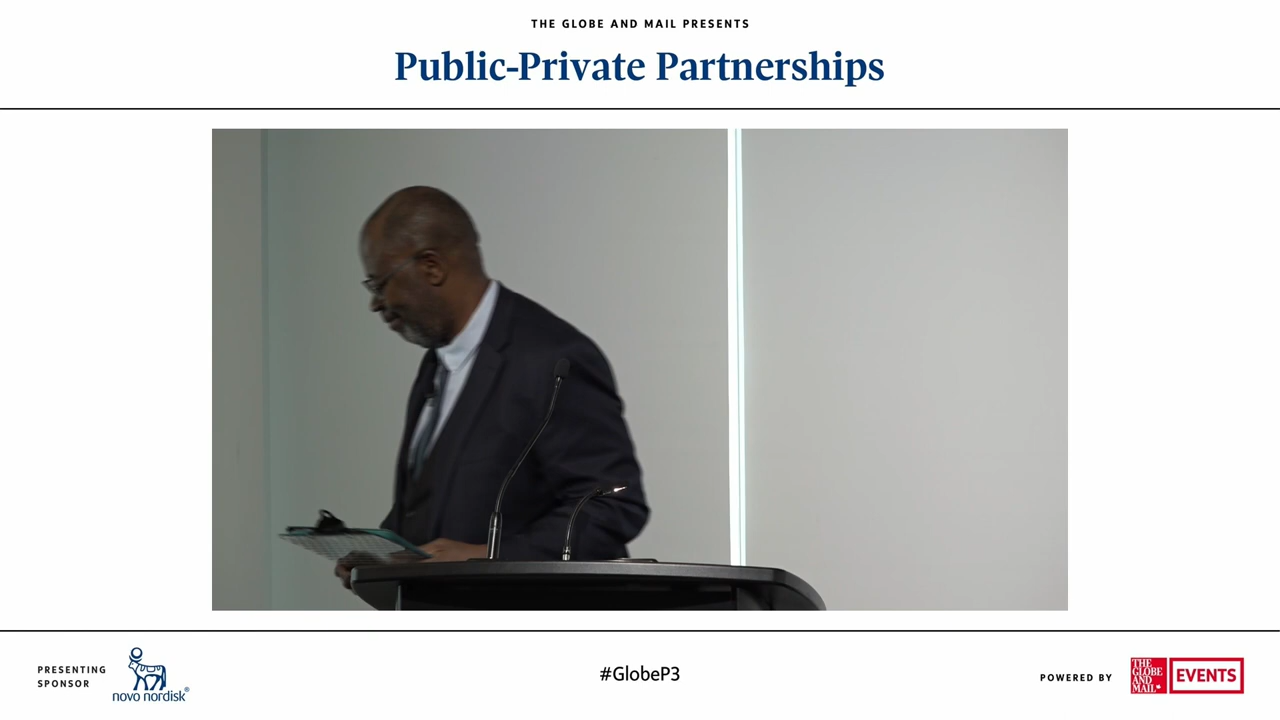 THE GLOBE AND MAIL PRESENTS
Public-Private Partnerships
PRESENTING
SPONSOR
novo nordisk®
#GlobeP3
POWERED BY
THE
GLOBE
AND
MAIL
EVENTS